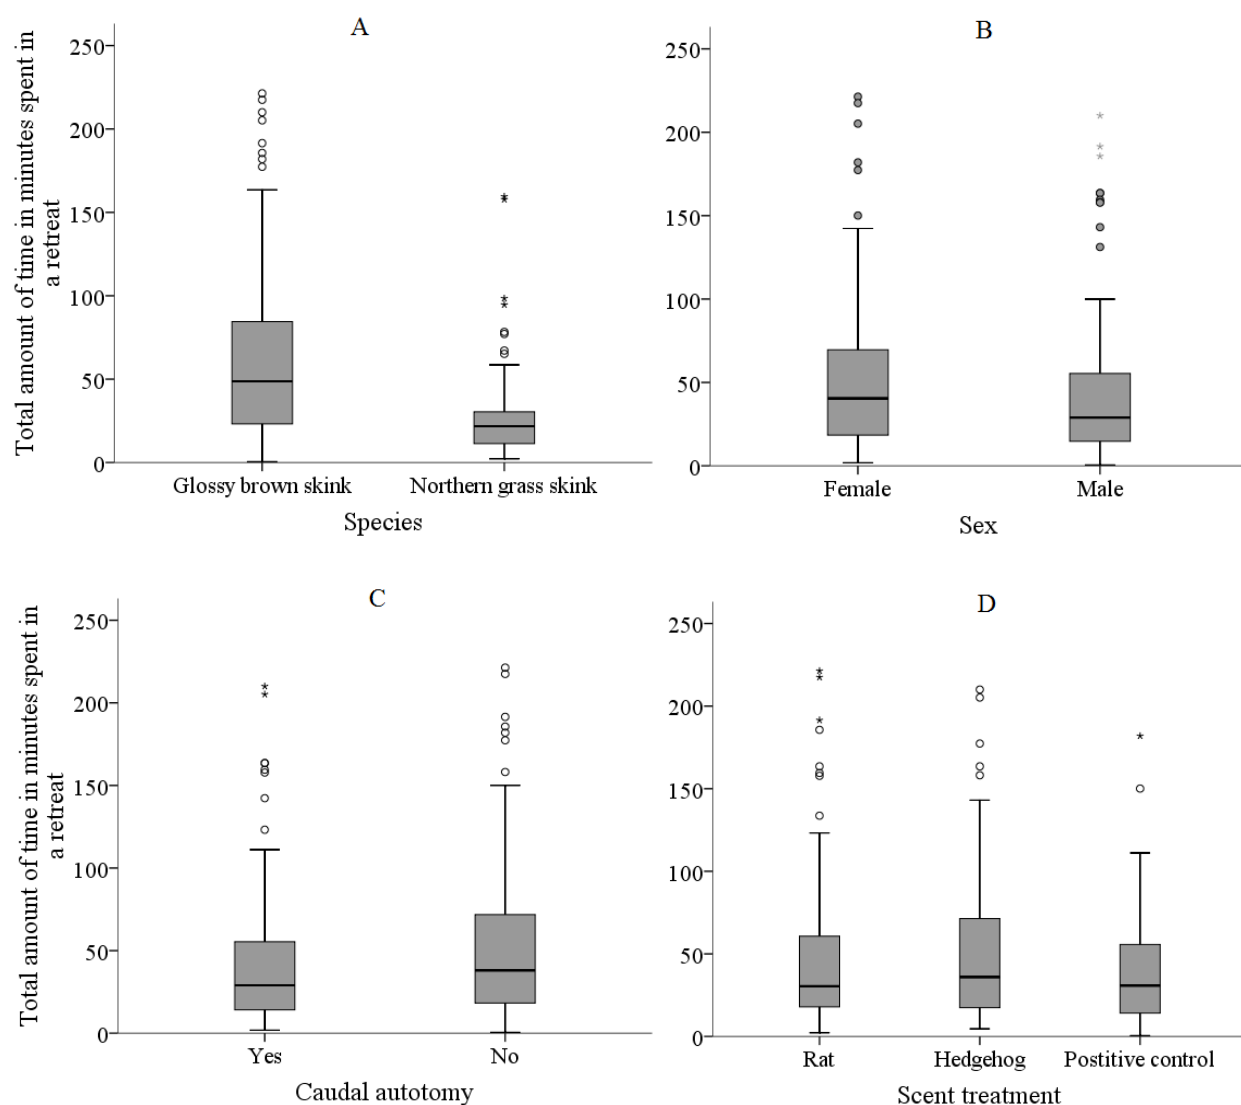 A
Total amount of time in minutes spent in
a retreat
250
200
150
100
50
0
Glossy brown skink
Northern grass skink
Species
B
250
200
150
100
50
0
Female
Male
Sex
C
Total amount of time in minutes spent in
a retreat
250
200
150
100
50
0
Yes
No
Caudal autotomy
D
250
200
150
100
50
0
Rat
Hedgehog
Postitive control
Scent treatment